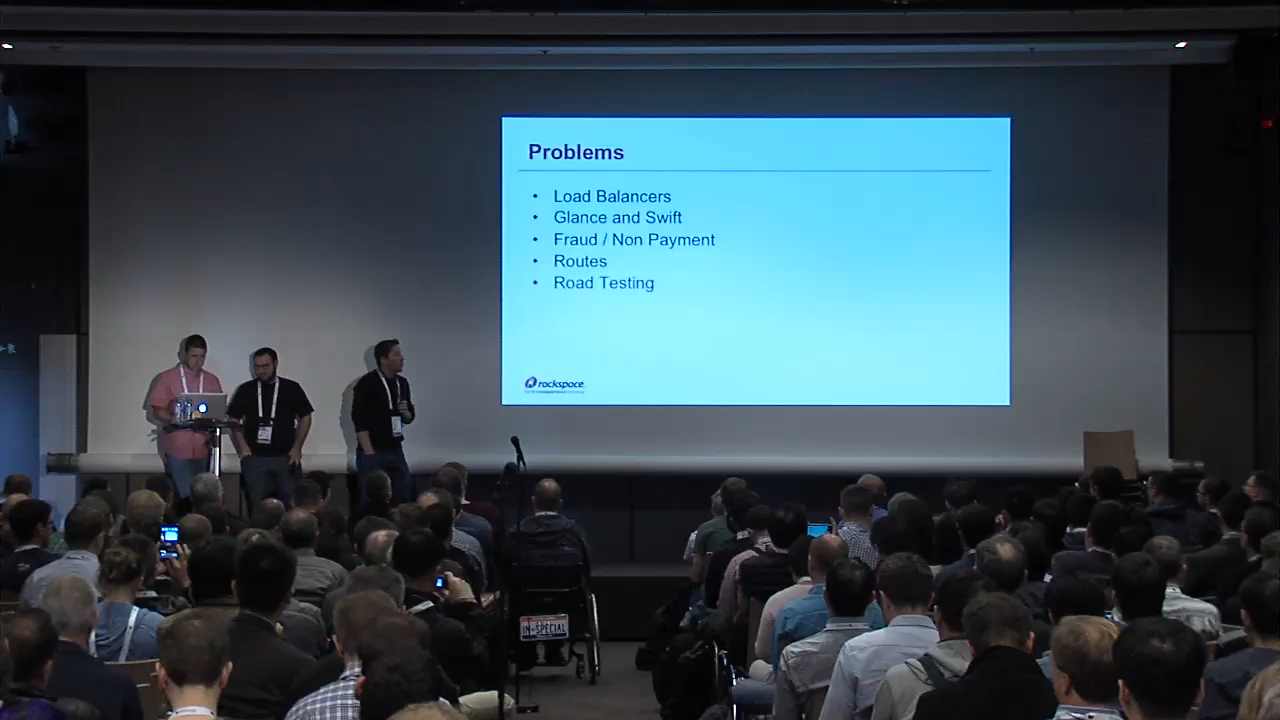 Problems
• Load Balancers
• Glance and Swift
• Fraud / Non Payment
• Routes
• Road Testing
rackspace
IN-SPECIAL